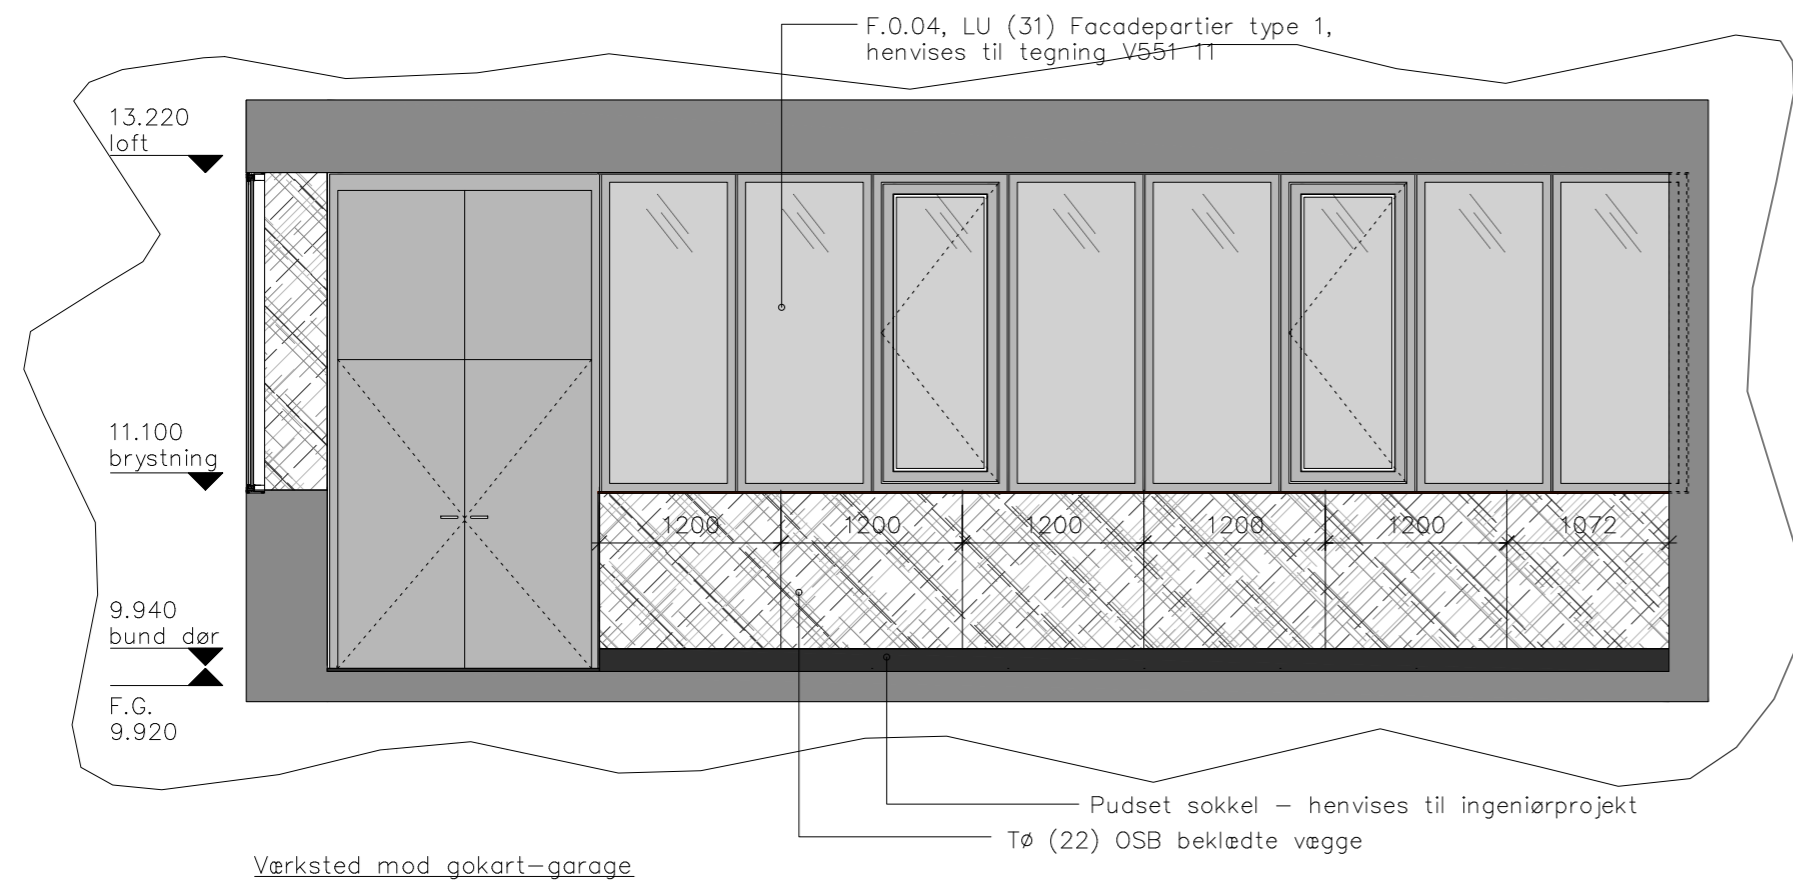 F.0.04, LU (31) Facadepartier type 1,
henvises til tegning V551 11
13.220
loft
11.100
brystning
1200
1200
1200
1200
1200
1072
9.940
bund dør
F.G.
9.920
Pudset sokkel – henvises til ingeniørprojekt
Tø (22) OSB beklædte vægge
Værksted mod gokart–garage